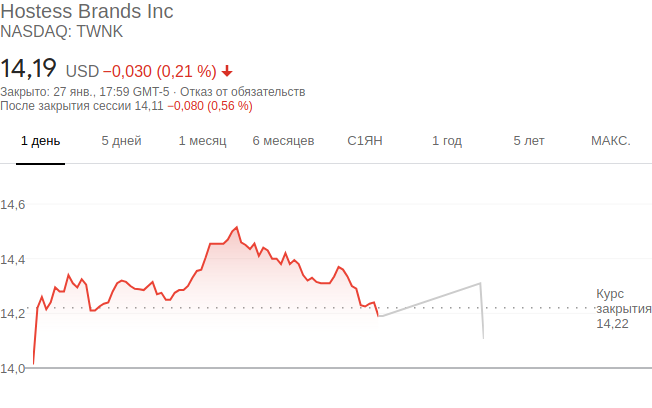 Hostess Brands Inc
NASDAQ: TWNK
14,19 USD −0,030 (0,21 %)
Закрыто: 27 янв., 17:59 GMT-5 · Отказ от обязательств
После закрытия сессии 14,11 −0,080 (0,56 %)
1 день 5 дней 1 месяц 6 месяцев С1ЯН 1 год 5 лет МАКС.
14,6
14,4
14,2
14,0
Курс
закрытия
14,22